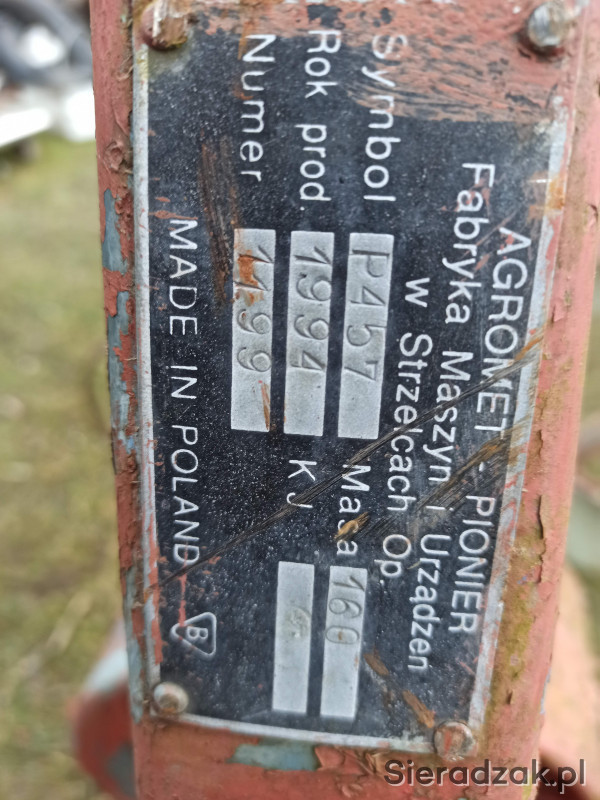 AGROMET - PIONIER
Fabryka Maszyn i Urządzeń
w Strzelcach Op.
Symbol P457 Masa 160
Rok prod 1994 KJ
Numer 1199
MADE IN POLAND B
Sieradzak.pl